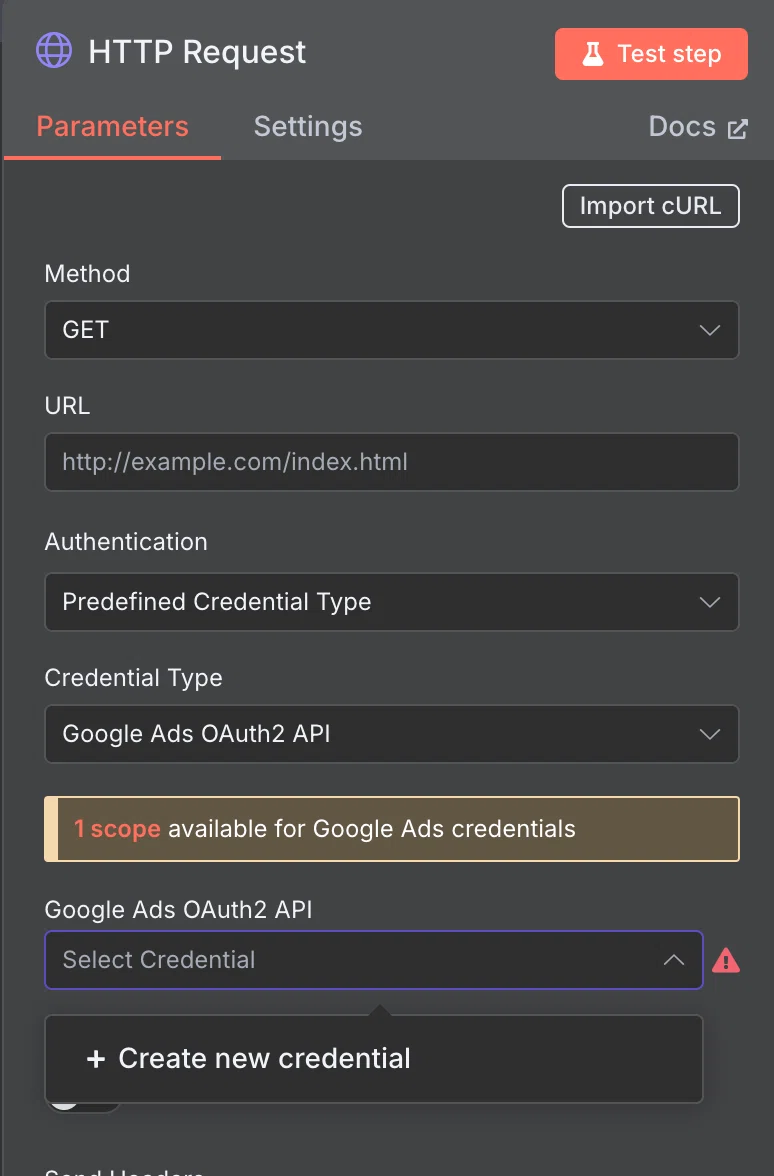 HTTP Request
Test step
Parameters
Settings
Docs
Import cURL
Method
GET
URL
http://example.com/index.html
Authentication
Predefined Credential Type
Credential Type
Google Ads OAuth2 API
1 scope available for Google Ads credentials
Google Ads OAuth2 API
Select Credential
+ Create new credential
Send Headers